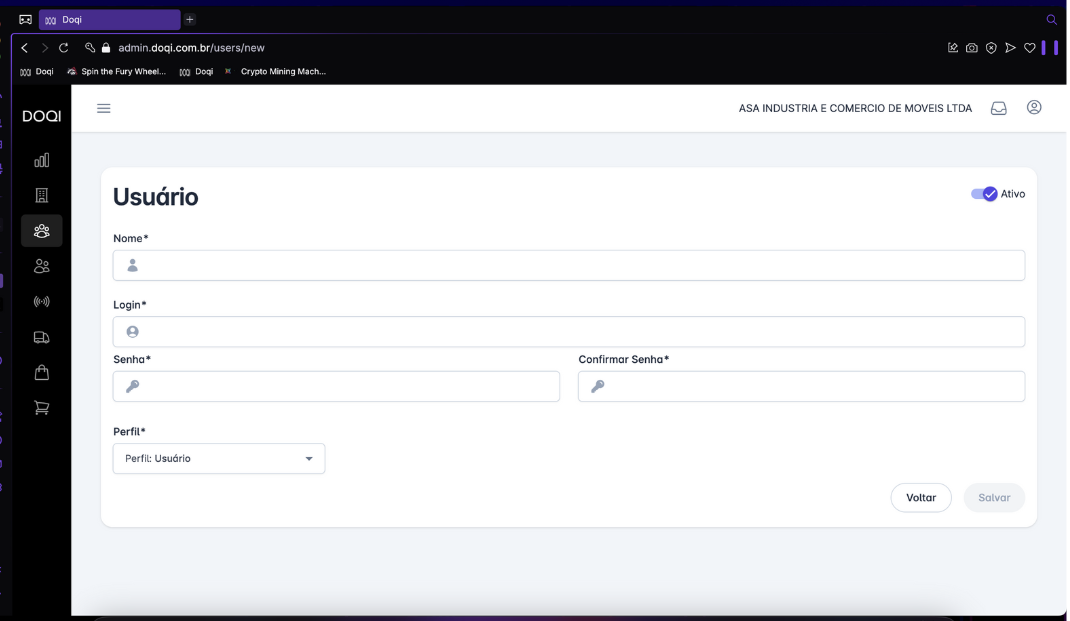 Doqi
admin.doqi.com.br/users/new
Doqi Spin the Fury Wheel... Doqi Crypto Mining Mach...
DOQI
ASA INDUSTRIA E COMERCIO DE MOVEIS LTDA
Usuário
Ativo
Nome*
Login*
Senha* Confirmar Senha*
Perfil*
Perfil: Usuário
Voltar Salvar